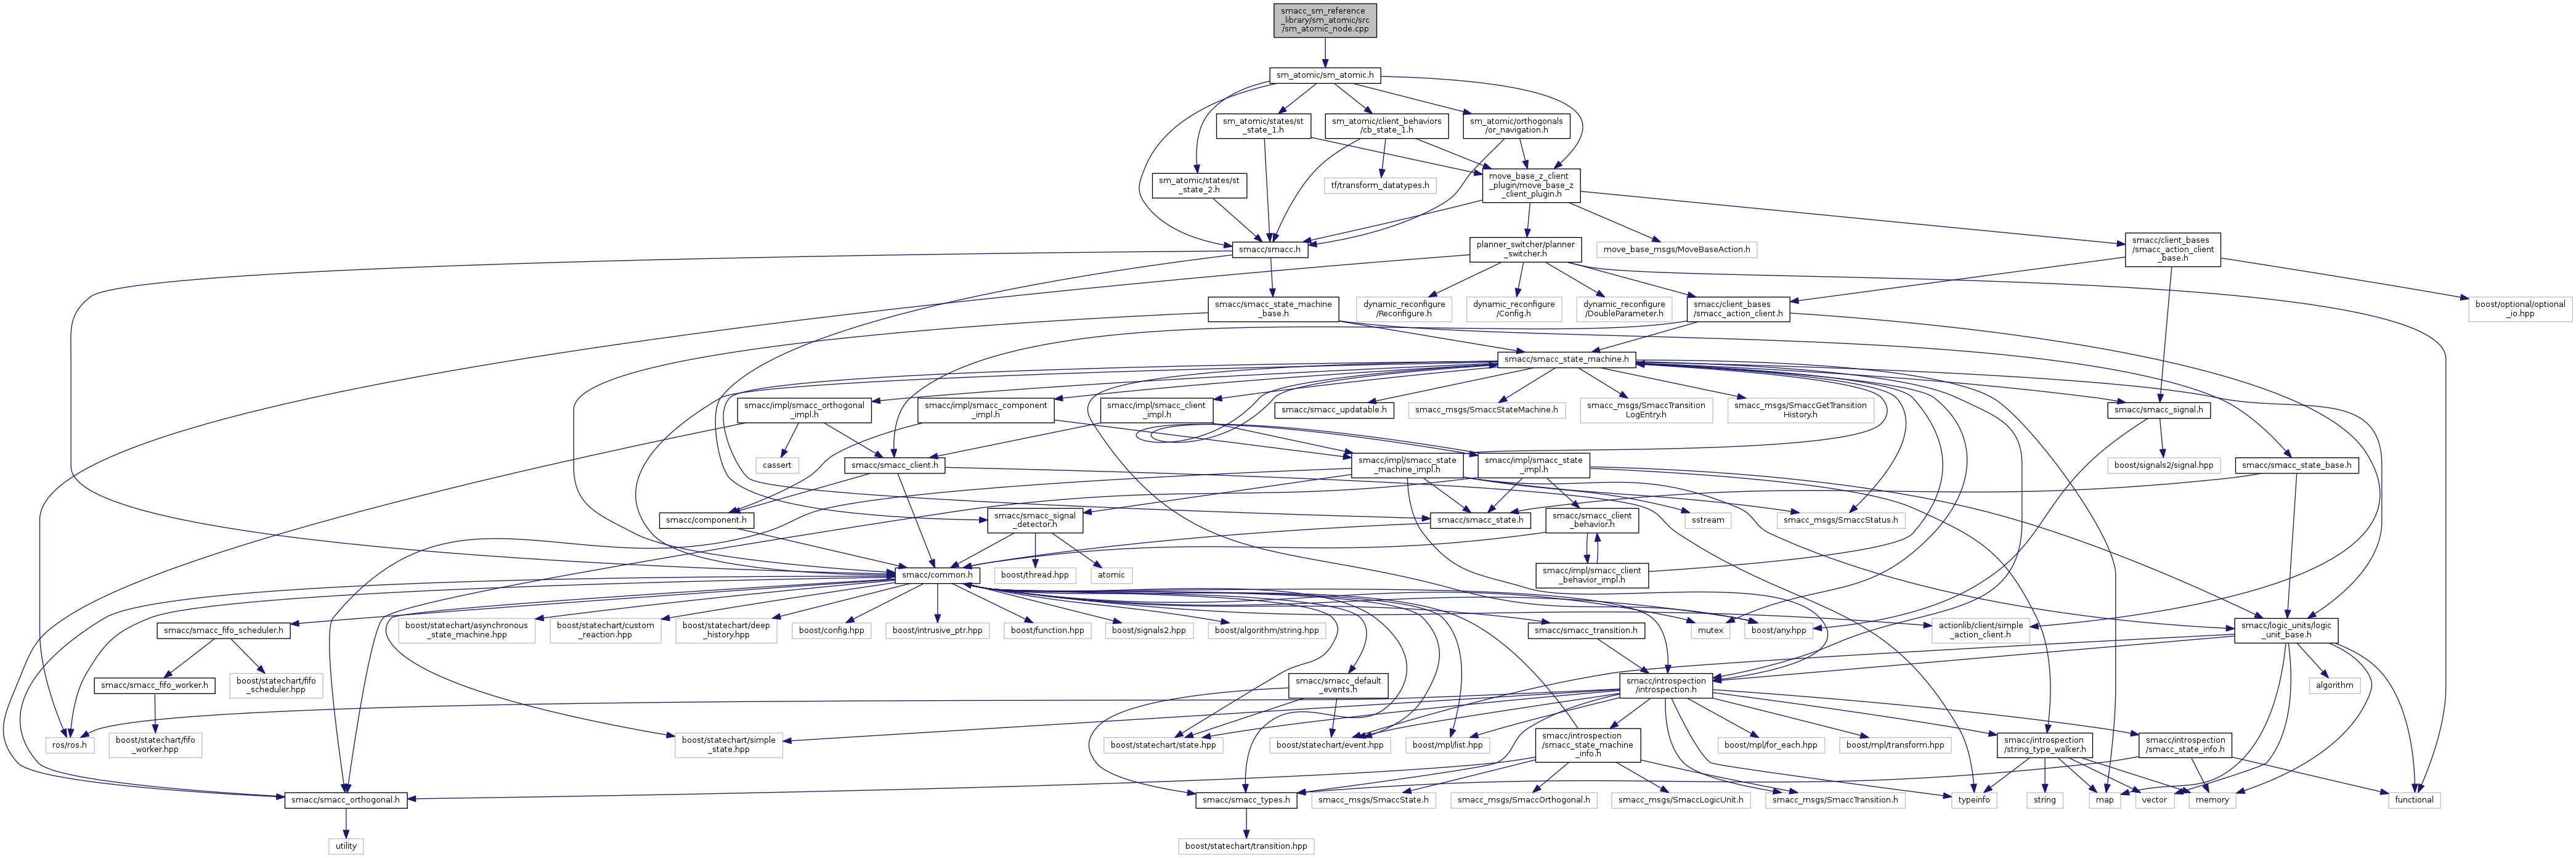 smacc_sm_reference
_library/sm_atomic/src
/sm_atomic_node.cpp
sm_atomic/sm_atomic.h
sm_atomic/states/st
_state_1.h
sm_atomic/client_behaviors
/cb_state_1.h
sm_atomic/orthogonals
/or_navigation.h
sm_atomic/states/st
_state_2.h
tf/transform_datatypes.h
move_base_z_client
_plugin/move_base_z
_client_plugin.h
smacc/smacc.h
planner_switcher/planner
_switcher.h
move_base_msgs/MoveBaseAction.h
smacc/client_bases
/smacc_action_client
_base.h
smacc/smacc_state_machine
_base.h
dynamic_reconfigure
/Reconfigure.h
dynamic_reconfigure
/Config.h
dynamic_reconfigure
/DoubleParameter.h
smacc/client_bases
/smacc_action_client.h
boost/optional/optional
_io.hpp
smacc/smacc_state_machine.h
smacc/impl/smacc_orthogonal
_impl.h
smacc/impl/smacc_component
_impl.h
smacc/impl/smacc_client
_impl.h
smacc/smacc_updatable.h
smacc_msgs/SmaccStateMachine.h
smacc_msgs/SmaccTransition
LogEntry.h
smacc_msgs/SmaccGetTransition
History.h
smacc/smacc_signal.h
cassert
smacc/smacc_client.h
smacc/impl/smacc_state
_machine_impl.h
smacc/impl/smacc_state
_impl.h
boost/signals2/signal.hpp
smacc/smacc_state_base.h
smacc/component.h
smacc/smacc_signal
_detector.h
smacc/smacc_state.h
smacc/smacc_client
_behavior.h
sstream
smacc_msgs/SmaccStatus.h
smacc/common.h
boost/thread.hpp
atomic
smacc/impl/smacc_client
_behavior_impl.h
smacc/smacc_fifo_scheduler.h
boost/statechart/asynchronous
_state_machine.hpp
boost/statechart/custom
_reaction.hpp
boost/statechart/deep
_history.hpp
boost/config.hpp
boost/intrusive_ptr.hpp
boost/function.hpp
boost/signals2.hpp
boost/algorithm/string.hpp
smacc/smacc_transition.h
mutex
boost/any.hpp
actionlib/client/simple
_action_client.h
smacc/logic_units/logic
_unit_base.h
smacc/smacc_fifo_worker.h
boost/statechart/fifo
_scheduler.hpp
smacc/smacc_default
_events.h
smacc/introspection
/introspection.h
algorithm
ros/ros.h
boost/statechart/fifo
_worker.hpp
boost/statechart/simple
_state.hpp
boost/statechart/state.hpp
boost/statechart/event.hpp
boost/mpl/list.hpp
smacc/introspection
/smacc_state_machine
_info.h
boost/mpl/for_each.hpp
boost/mpl/transform.hpp
smacc/introspection
/string_type_walker.h
smacc/introspection
/smacc_state_info.h
smacc/smacc_orthogonal.h
smacc/smacc_types.h
smacc_msgs/SmaccState.h
smacc_msgs/SmaccOrthogonal.h
smacc_msgs/SmaccLogicUnit.h
smacc_msgs/SmaccTransition.h
typeinfo
string
map
vector
memory
functional
utility
boost/statechart/transition.hpp